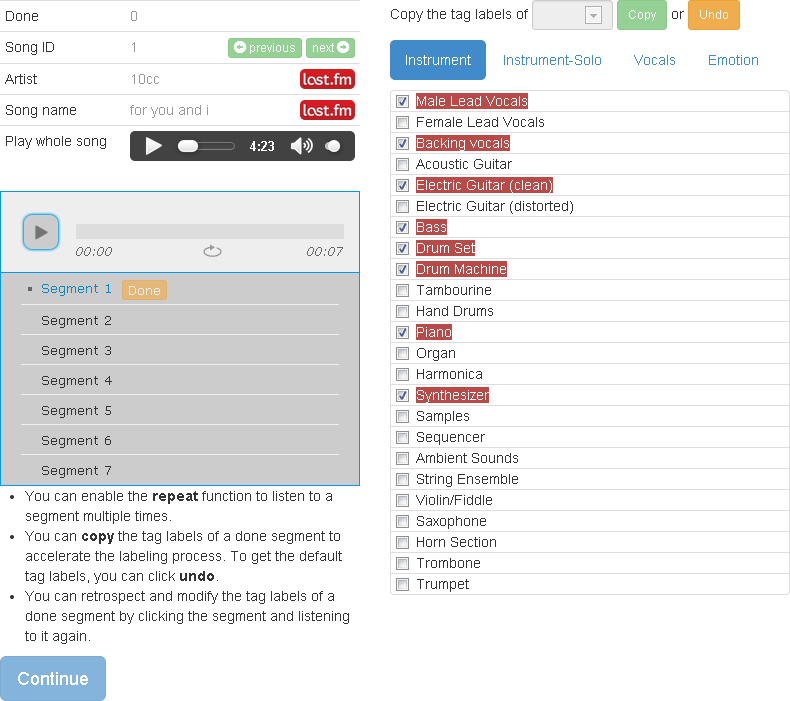 Done 0
Song ID 1 previous next
Artist 10cc last.fm
Song name for you and i last.fm
Play whole song 4:23
00:00 00:07
Segment 1 Done
Segment 2
Segment 3
Segment 4
Segment 5
Segment 6
Segment 7
• You can enable the repeat function to listen to a
segment multiple times.
• You can copy the tag labels of a done segment to
accelerate the labeling process. To get the default
tag labels, you can click undo.
• You can retrospect and modify the tag labels of a
done segment by clicking the segment and listening
to it again.
Continue
Copy the tag labels of Copy or Undo
Instrument Instrument-Solo Vocals Emotion
Male Lead Vocals
Female Lead Vocals
Backing vocals
Acoustic Guitar
Electric Guitar (clean)
Electric Guitar (distorted)
Bass
Drum Set
Drum Machine
Tambourine
Hand Drums
Piano
Organ
Harmonica
Synthesizer
Samples
Sequencer
Ambient Sounds
String Ensemble
Violin/Fiddle
Saxophone
Horn Section
Trombone
Trumpet